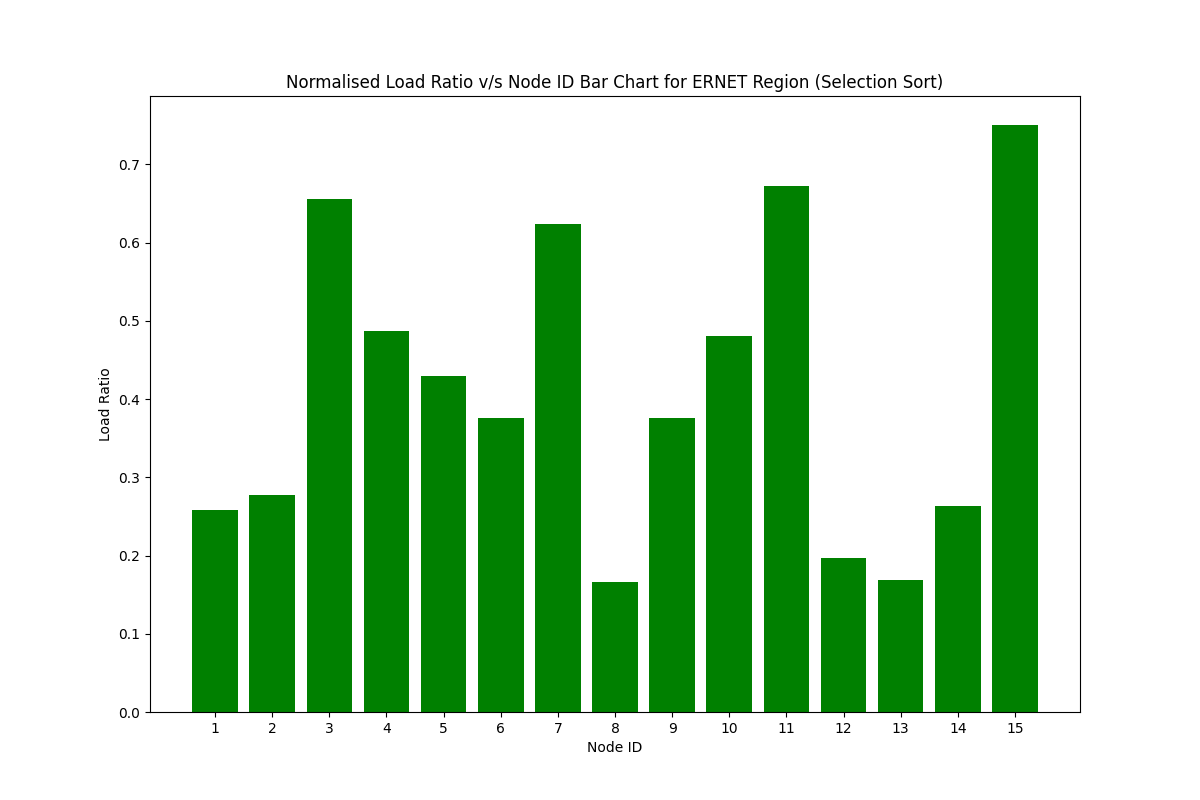 Normalised Load Ratio v/s Node ID Bar Chart for ERNET Region (Selection Sort)
Load Ratio
0.7
0.6
0.5
0.4
0.3
0.2
0.1
0.0
1 2 3 4 5 6 7 8 9 10 11 12 13 14 15
Node ID